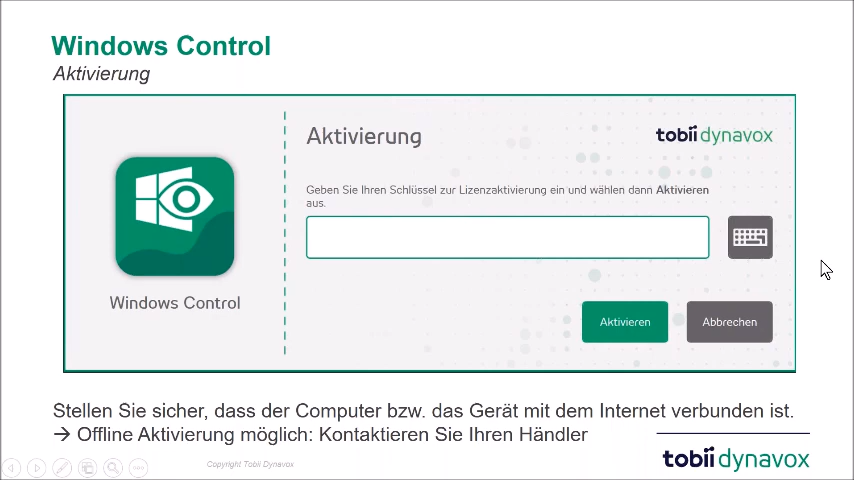 Windows Control
Aktivierung
Aktivierung
tobii dynavox
Geben Sie Ihren Schlüssel zur Lizenzaktivierung ein und wählen dann Aktivieren
aus.
Windows Control
Aktivieren
Abbrechen
Stellen Sie sicher, dass der Computer bzw. das Gerät mit dem Internet verbunden ist.
→ Offline Aktivierung möglich: Kontaktieren Sie Ihren Händler
Copyright Tobii Dynavox
tobii dynavox